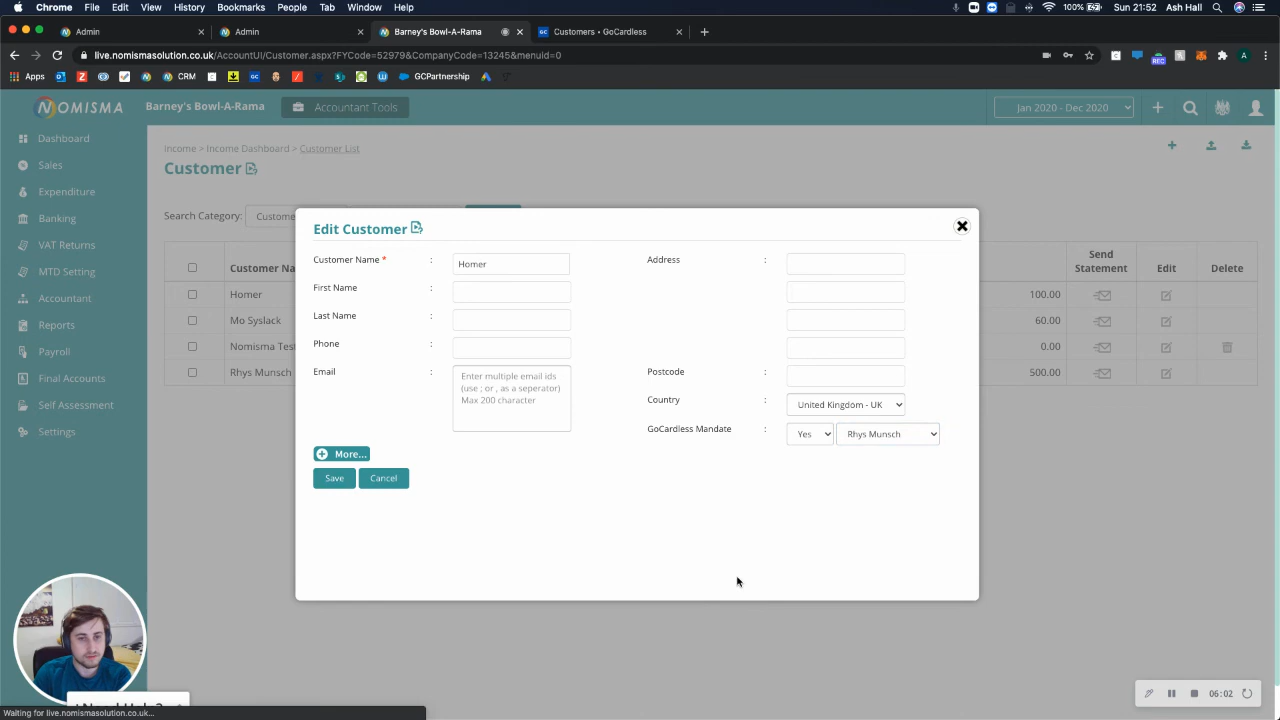 Chrome File Edit View History Bookmarks People Tab Window Help
100% Tue 21:52 Ash Hall
Admin
Admin
Barney's Bowl-A-Rama
Customers • GoCardless
live.nomismasolution.co.uk/AccountUI/Customer.aspx?FYCode=52979&CompanyCode=13245&menuid=0
Apps
CRM
GCPartnership
NOMISMA
Barney's Bowl-A-Rama
Accountant Tools
Jan 2020 - Dec 2020
Dashboard
Sales
Expenditure
Banking
VAT Returns
MTD Setting
Accountant
Reports
Payroll
Final Accounts
Self Assessment
Settings
Income > Income Dashboard > Customer List
Customer
Search Category:
Custome
Customer Na
Send Statement
Edit
Delete
Homer
100.00
Mo Syslack
60.00
Nomisma Test
0.00
Rhys Munsch
500.00
Edit Customer
Customer Name * : Homer
First Name :
Last Name :
Phone :
Email :
Enter multiple email ids
(use ; or , as a seperator)
Max 200 character
Address :
Postcode :
Country : United Kingdom - UK
GoCardless Mandate : Yes Rhys Munsch
More...
Save
Cancel
Waiting for live.nomismasolution.co.uk...
06:02